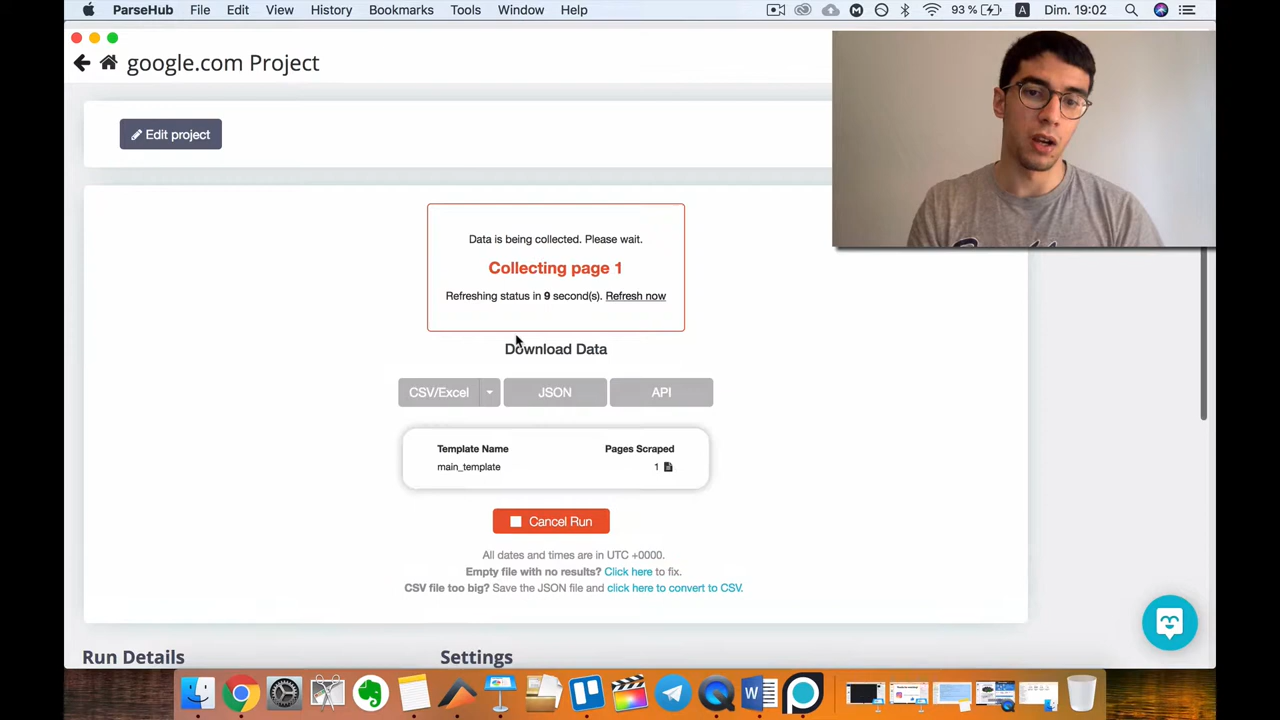 ParseHub File Edit View History Bookmarks Tools Window Help 93 % A Dim. 19:02
google.com Project
Edit project
Data is being collected. Please wait.
Collecting page 1
Refreshing status in 9 second(s). Refresh now
Download Data
CSV/Excel JSON API
Template Name Pages Scraped
main_template 1
Cancel Run
All dates and times are in UTC +0000.
Empty file with no results? Click here to fix.
CSV file too big? Save the JSON file and click here to convert to CSV.
Run Details Settings